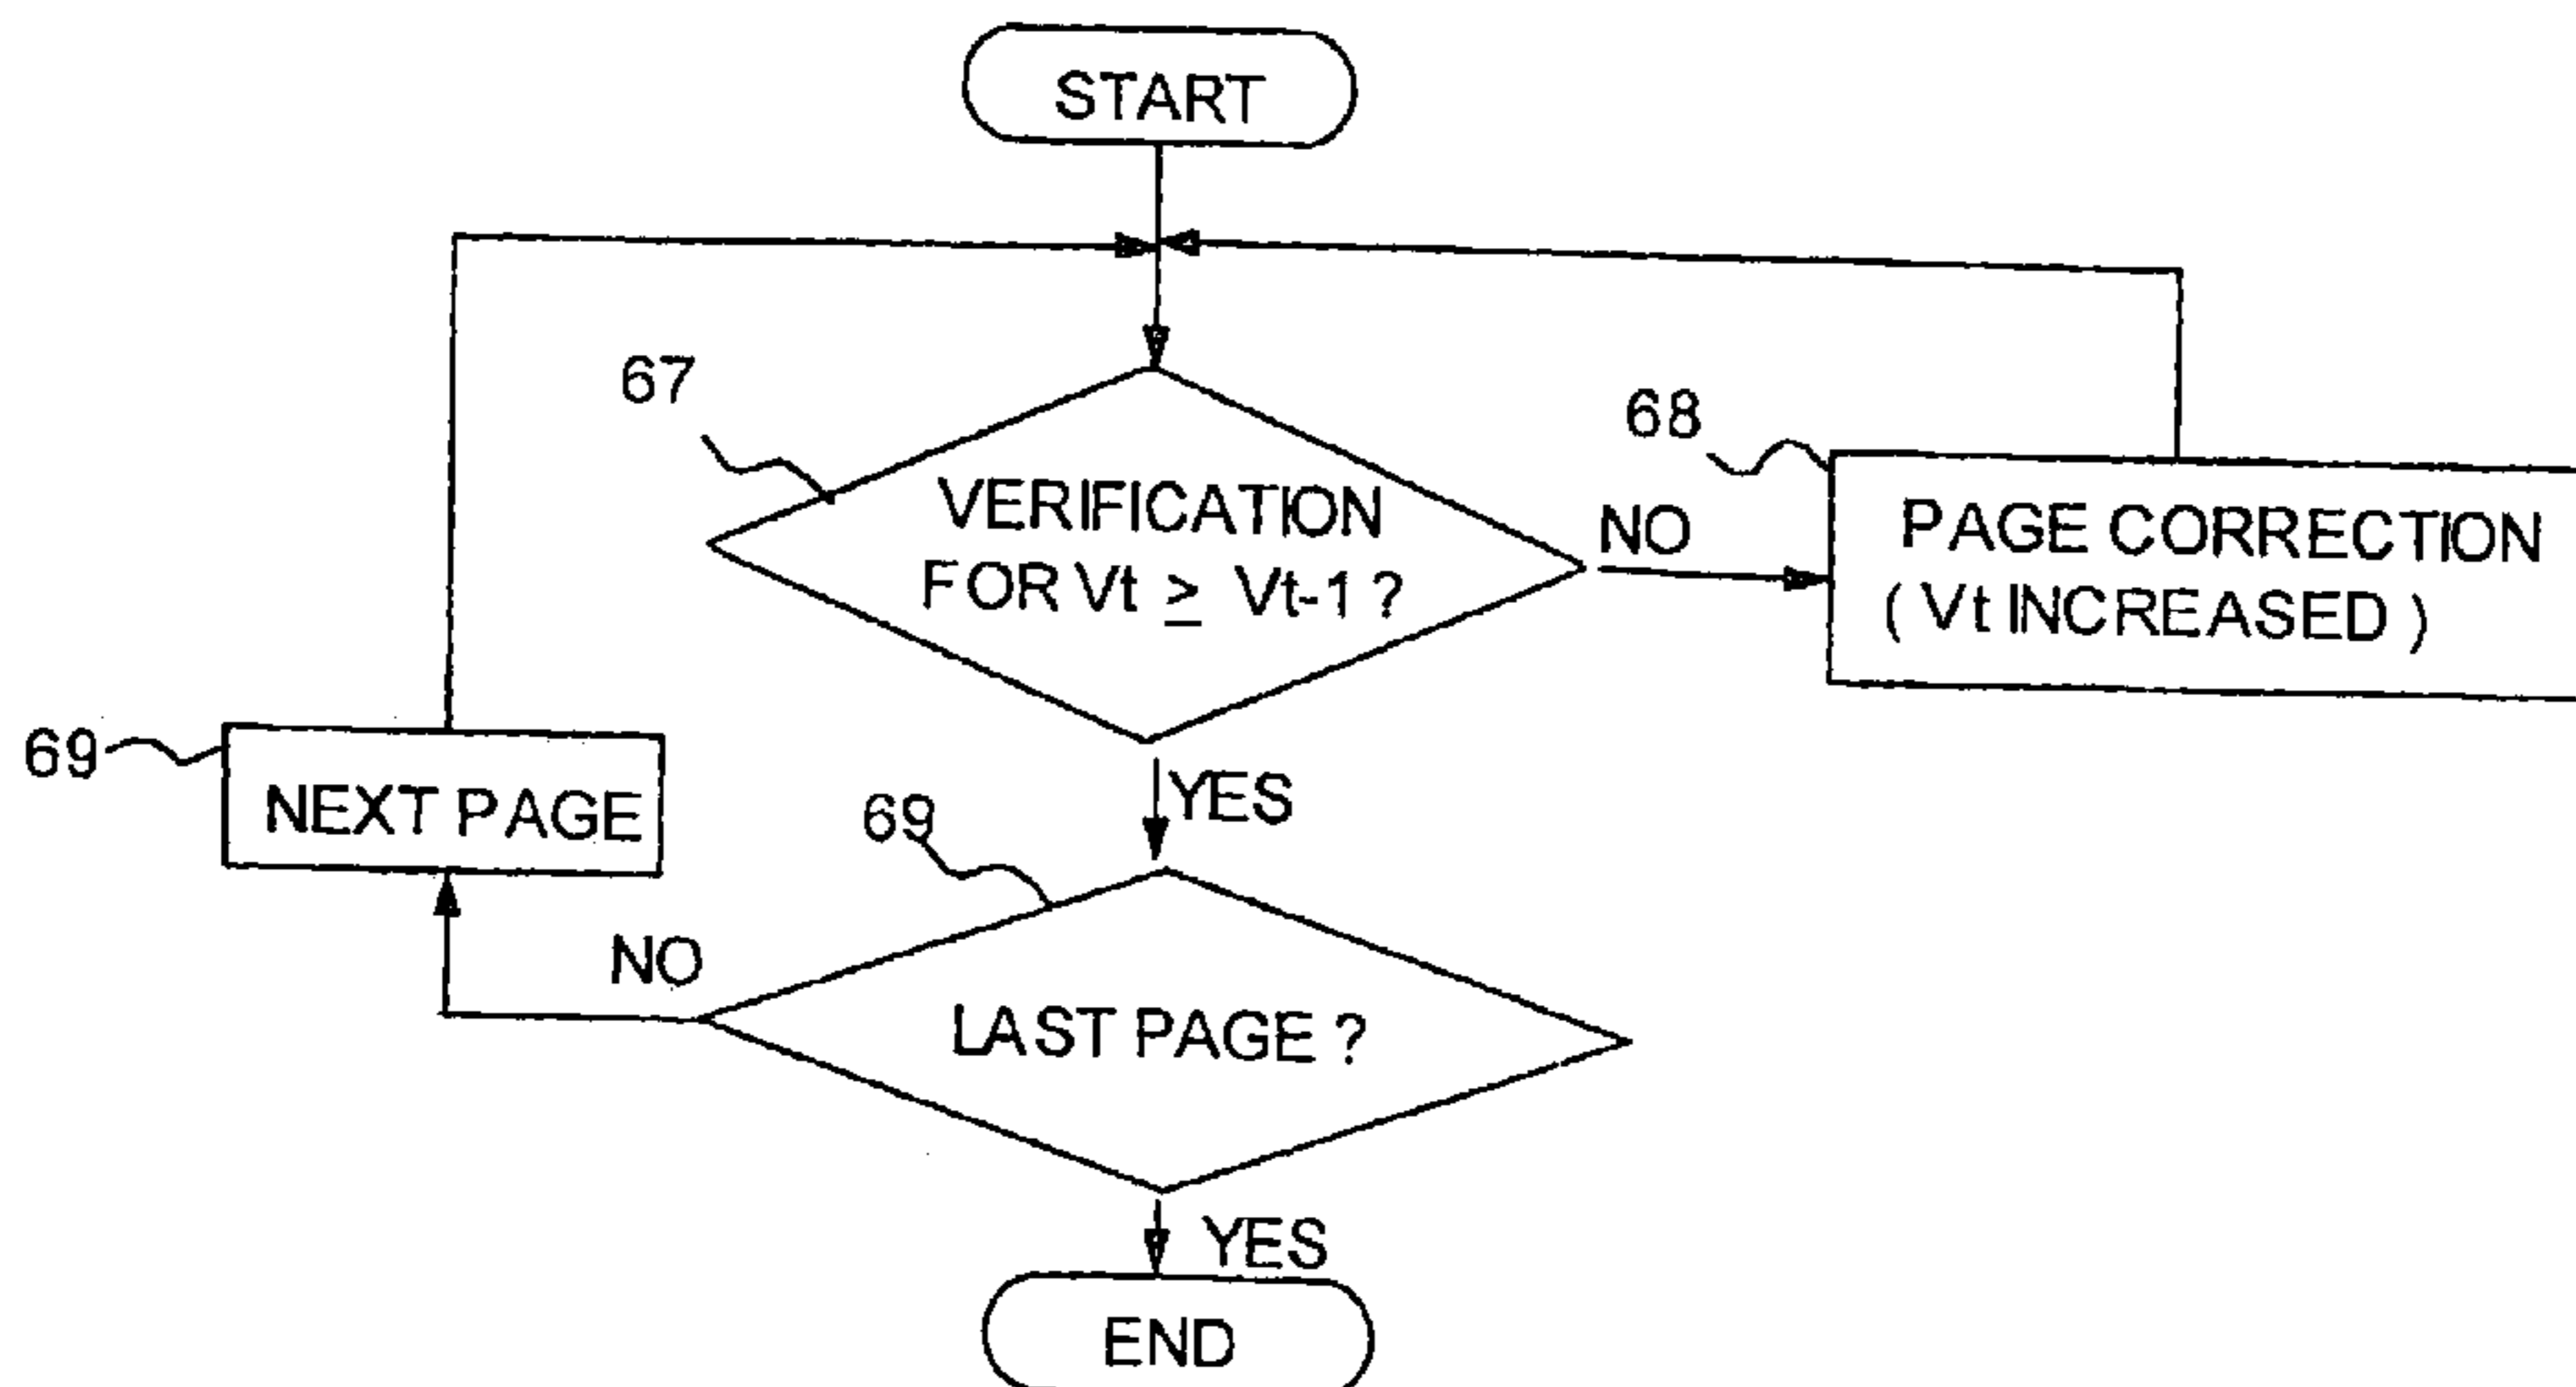 START
67
VERIFICATION
FOR Vt ≥ Vt-1 ?
NO
68
PAGE CORRECTION
( Vt INCREASED )
69
NEXT PAGE
YES
69
NO
LAST PAGE ?
YES
END